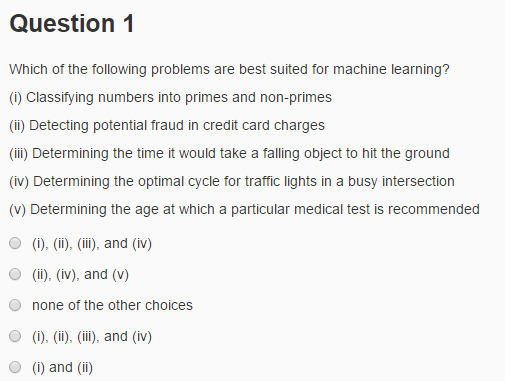 Question 1
Which of the following problems are best suited for machine learning?
(i) Classifying numbers into primes and non-primes
(ii) Detecting potential fraud in credit card charges
(iii) Determining the time it would take a falling object to hit the ground
(iv) Determining the optimal cycle for traffic lights in a busy intersection
(v) Determining the age at which a particular medical test is recommended
(i), (ii), (iii), and (iv)
(ii), (iv), and (v)
none of the other choices
(i), (ii), (iii), and (iv)
(i) and (ii)